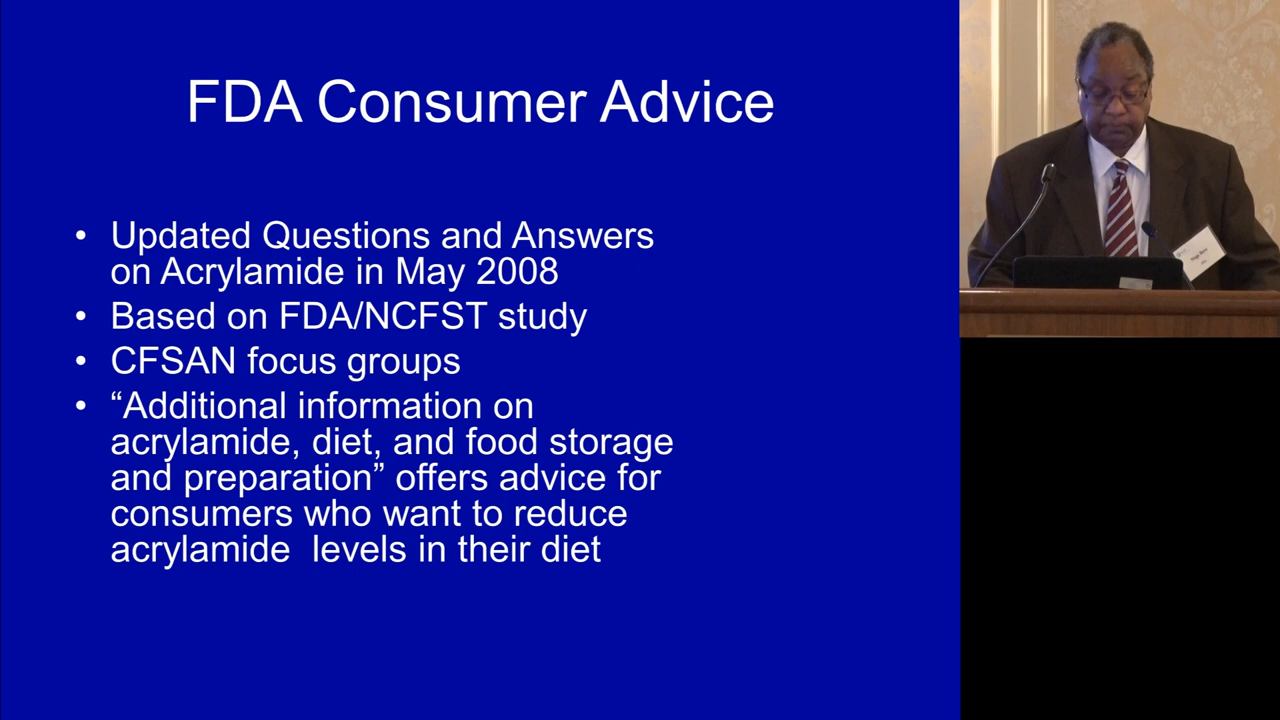 FDA Consumer Advice
• Updated Questions and Answers
on Acrylamide in May 2008
• Based on FDA/NCFST study
• CFSAN focus groups
• “Additional information on
acrylamide, diet, and food storage
and preparation” offers advice for
consumers who want to reduce
acrylamide  levels in their diet